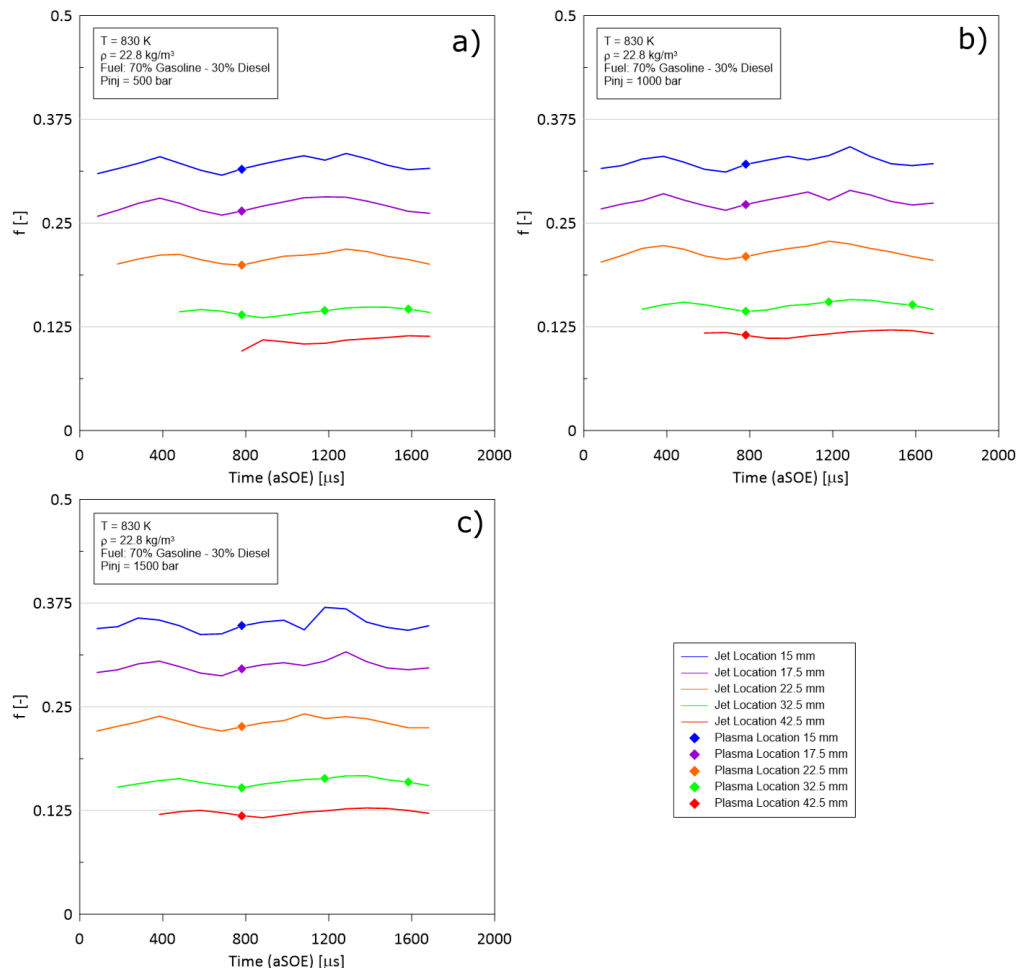 a)
T = 830 K
ρ = 22.8 kg/m³
Fuel: 70% Gasoline - 30% Diesel
Pinj = 500 bar
0.5
0.375
0.25
0.125
0
f [-]
0 400 800 1200 1600 2000
Time (aSOE) [μs]
b)
T = 830 K
ρ = 22.8 kg/m³
Fuel: 70% Gasoline - 30% Diesel
Pinj = 1000 bar
0.5
0.375
0.25
0.125
0
f [-]
0 400 800 1200 1600 2000
Time (aSOE) [μs]
c)
T = 830 K
ρ = 22.8 kg/m³
Fuel: 70% Gasoline - 30% Diesel
Pinj = 1500 bar
0.5
0.375
0.25
0.125
0
f [-]
0 400 800 1200 1600 2000
Time (aSOE) [μs]
Jet Location 15 mm
Jet Location 17.5 mm
Jet Location 22.5 mm
Jet Location 32.5 mm
Jet Location 42.5 mm
Plasma Location 15 mm
Plasma Location 17.5 mm
Plasma Location 22.5 mm
Plasma Location 32.5 mm
Plasma Location 42.5 mm